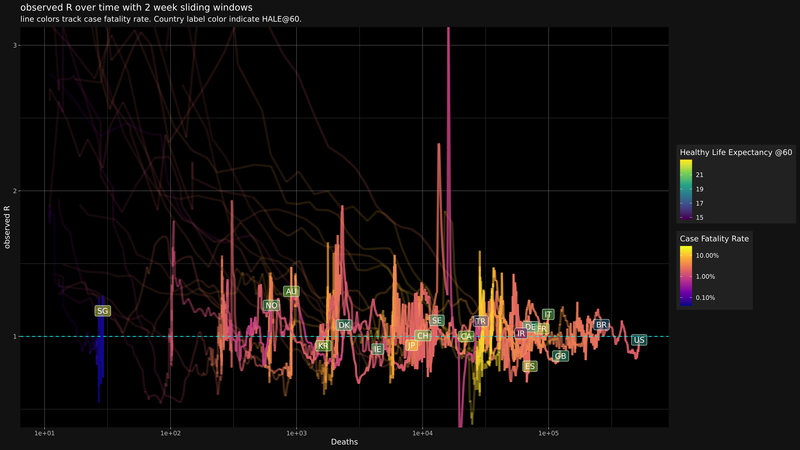 observed R over time with 2 week sliding windows
line colors track case fatality rate. Country label color indicate HALE@60.
3
2
1
observed R
SG
NO
AU
KR
DK
IE
JP
CH
SE
CA
TR
IR
DE
FR
IT
ES
GB
BR
US
1e+01
1e+02
1e+03
1e+04
1e+05
Deaths
Healthy Life Expectancy @60
21
19
17
15
Case Fatality Rate
10.00%
1.00%
0.10%